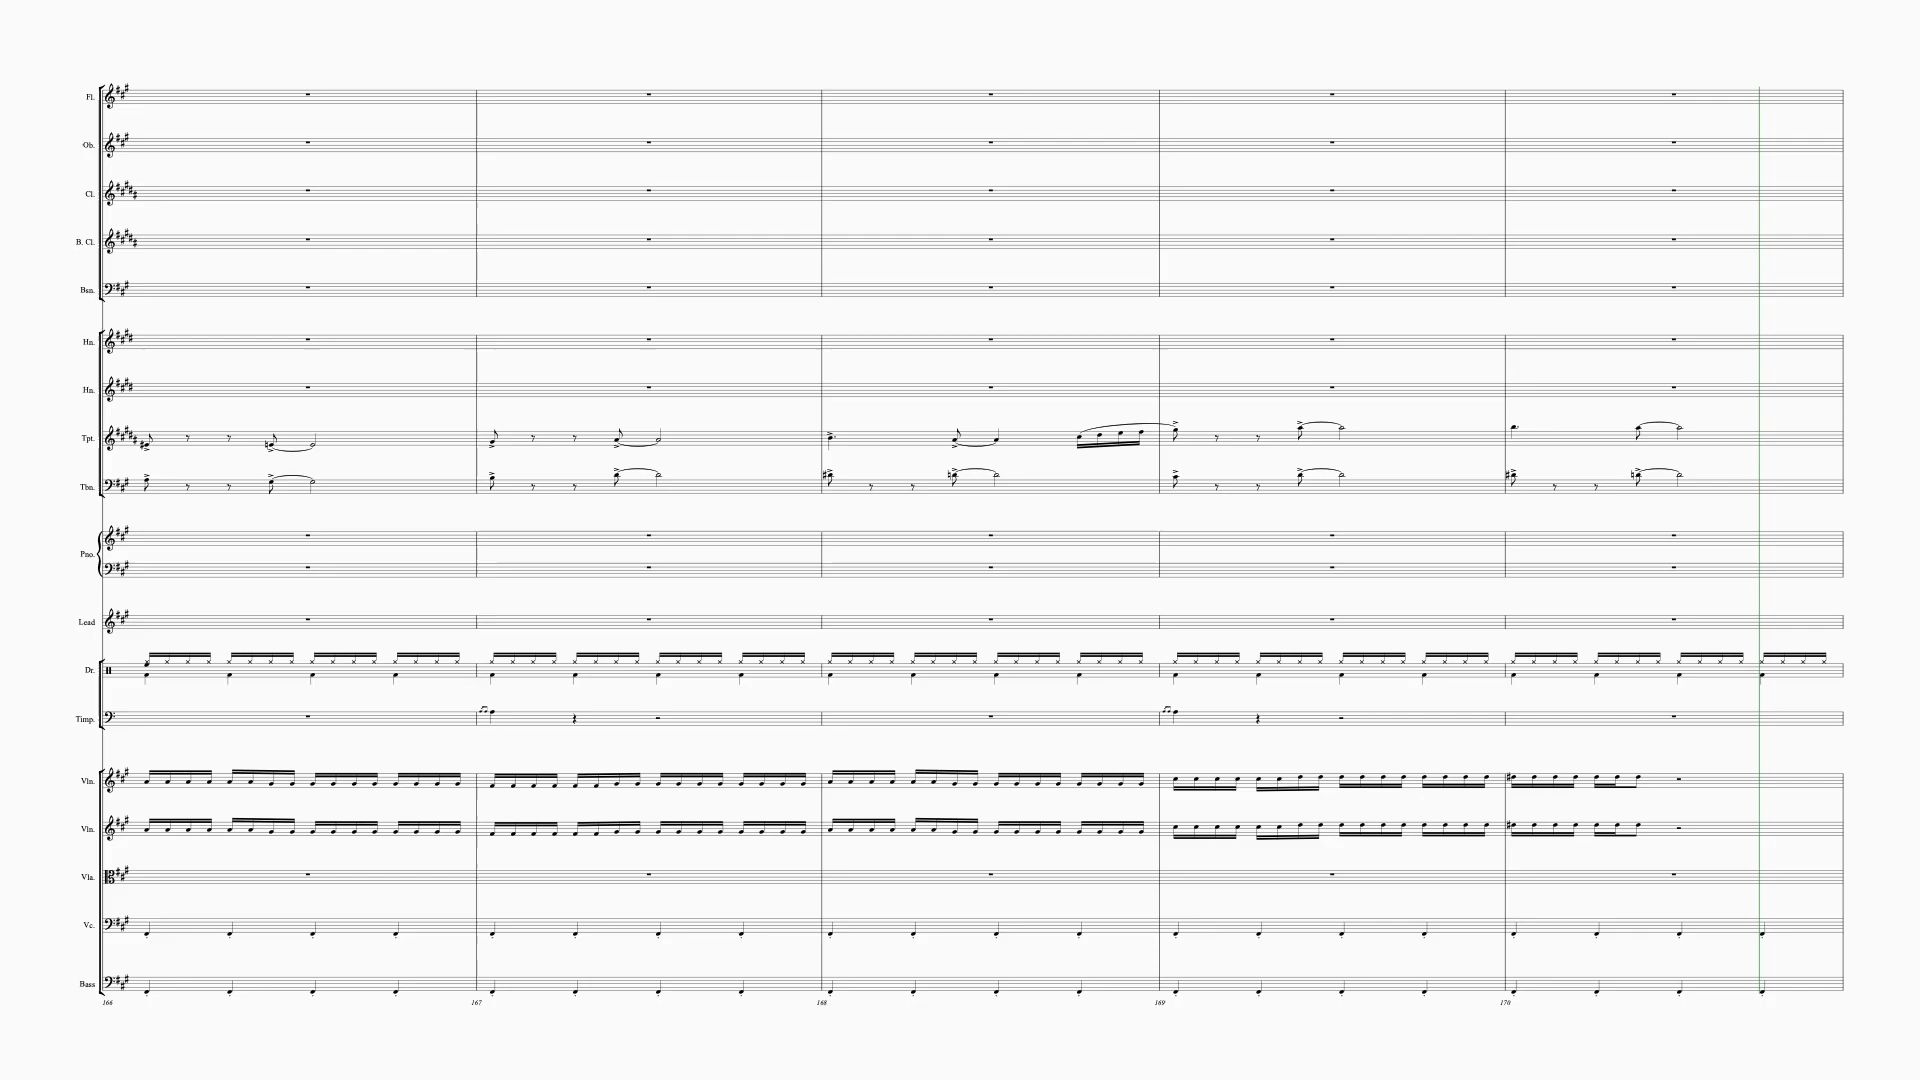 Fl.
Ob.
Cl.
B. Cl.
Bsn.
Hn.
Hn.
Tpt.
Tbn.
Pno.
Lead
Dr.
Timp.
Vln.
Vln.
Vla.
Vc.
Bass
166 167 168 169 170